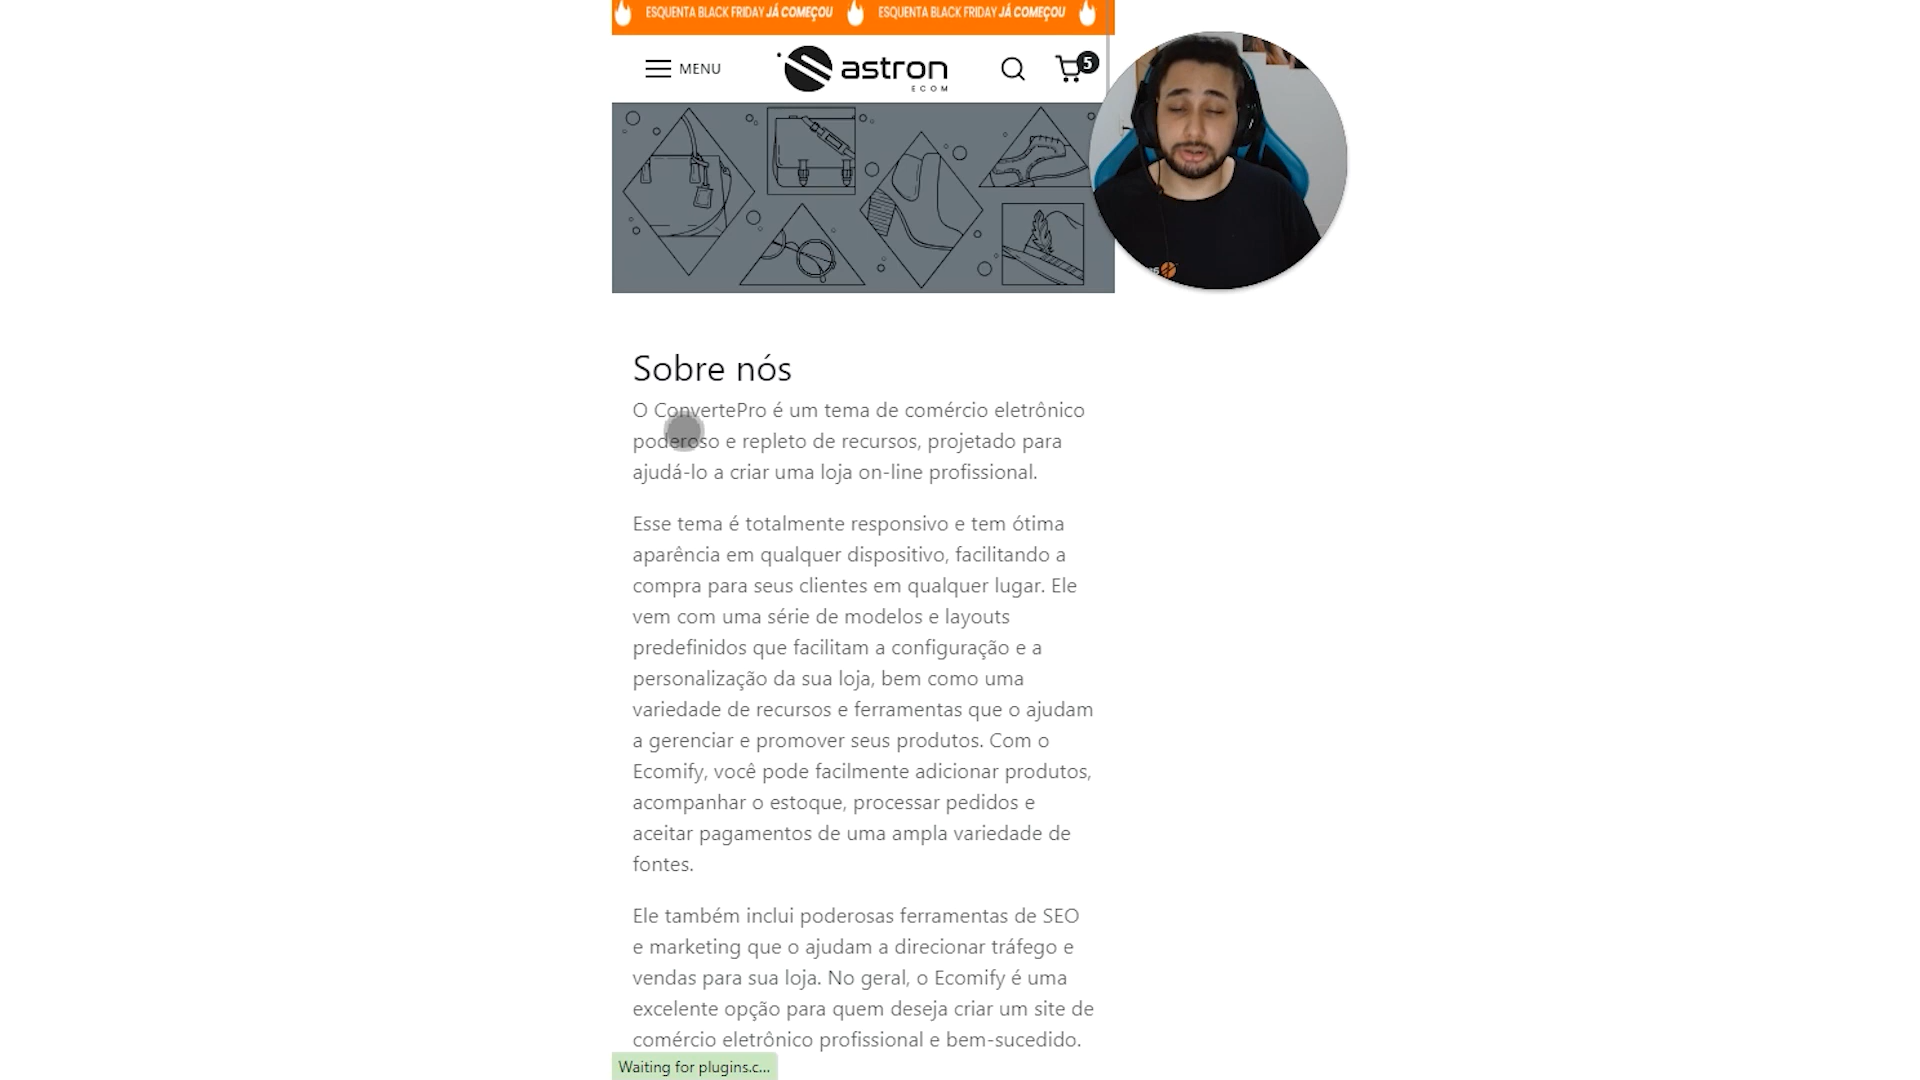 ESQUENTA BLACK FRIDAY JÁ COMEÇOU ESQUENTA BLACK FRIDAY JÁ COMEÇOU
MENU astron 5
ECOM
Sobre nós
O ConvertePro é um tema de comércio eletrônico
poderoso e repleto de recursos, projetado para
ajudá-lo a criar uma loja on-line profissional.
Esse tema é totalmente responsivo e tem ótima
aparência em qualquer dispositivo, facilitando a
compra para seus clientes em qualquer lugar. Ele
vem com uma série de modelos e layouts
predefinidos que facilitam a configuração e a
personalização da sua loja, bem como uma
variedade de recursos e ferramentas que o ajudam
a gerenciar e promover seus produtos. Com o
Ecomify, você pode facilmente adicionar produtos,
acompanhar o estoque, processar pedidos e
aceitar pagamentos de uma ampla variedade de
fontes.
Ele também inclui poderosas ferramentas de SEO
e marketing que o ajudam a direcionar tráfego e
vendas para sua loja. No geral, o Ecomify é uma
excelente opção para quem deseja criar um site de
comércio eletrônico profissional e bem-sucedido.
Waiting for plugins.c...